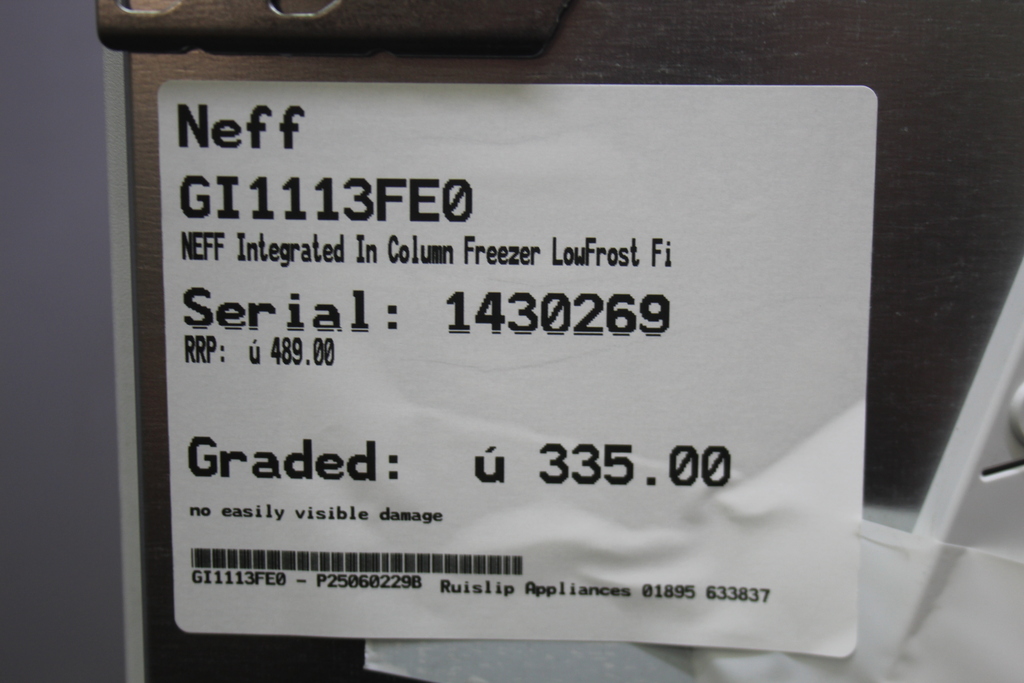 Neff
GI1113FE0
NEFF Integrated In Column Freezer LowFrost Fi
Serial: 1430269
RRP: ú 489.00
Graded: ú 335.00
no easily visible damage
GI1113FE0 - P25060229B Ruislip Appliances 01895 633837